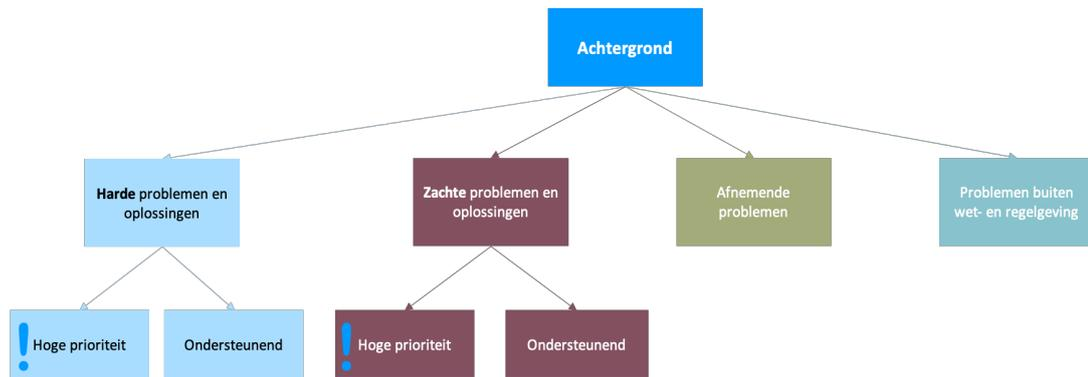 Achtergrond
Harde problemen en
oplossingen
Zachte problemen en
oplossingen
Afnemende
problemen
Problemen buiten
wet- en regelgeving
! Hoge prioriteit
Ondersteunend
! Hoge prioriteit
Ondersteunend